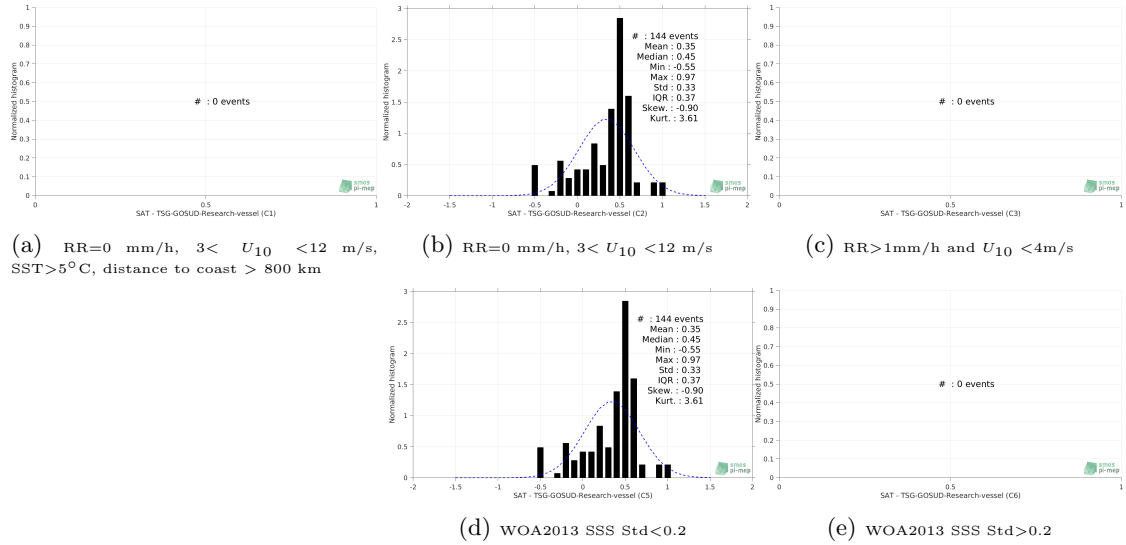 1
0.9
0.8
0.7
0.6
0.5
0.4
0.3
0.2
0.1
0
Normalized histogram
# : 0 events
smos
pi-mep
0
0.5
1
SAT - TSG-GOSUD-Research-vessel (C1)
(a) RR=0 mm/h, 3< U10 <12 m/s,
SST>5°C, distance to coast > 800 km
3
2.5
2
1.5
1
0.5
0
Normalized histogram
# : 144 events
Mean : 0.35
Median : 0.45
Min : -0.55
Max : 0.97
Std : 0.33
IQR : 0.37
Skew. : -0.90
Kurt. : 3.61
smos
pi-mep
-2
-1.5
-1
-0.5
0
0.5
1
1.5
2
SAT - TSG-GOSUD-Research-vessel (C2)
(b) RR=0 mm/h, 3< U10 <12 m/s
1
0.9
0.8
0.7
0.6
0.5
0.4
0.3
0.2
0.1
0
Normalized histogram
# : 0 events
smos
pi-mep
0
0.5
1
SAT - TSG-GOSUD-Research-vessel (C3)
(c) RR>1mm/h and U10 <4m/s
3
2.5
2
1.5
1
0.5
0
Normalized histogram
# : 144 events
Mean : 0.35
Median : 0.45
Min : -0.55
Max : 0.97
Std : 0.33
IQR : 0.37
Skew. : -0.90
Kurt. : 3.61
smos
pi-mep
-2
-1.5
-1
-0.5
0
0.5
1
1.5
2
SAT - TSG-GOSUD-Research-vessel (C5)
(d) WOA2013 SSS Std<0.2
1
0.9
0.8
0.7
0.6
0.5
0.4
0.3
0.2
0.1
0
Normalized histogram
# : 0 events
smos
pi-mep
0
0.5
1
SAT - TSG-GOSUD-Research-vessel (C6)
(e) WOA2013 SSS Std>0.2